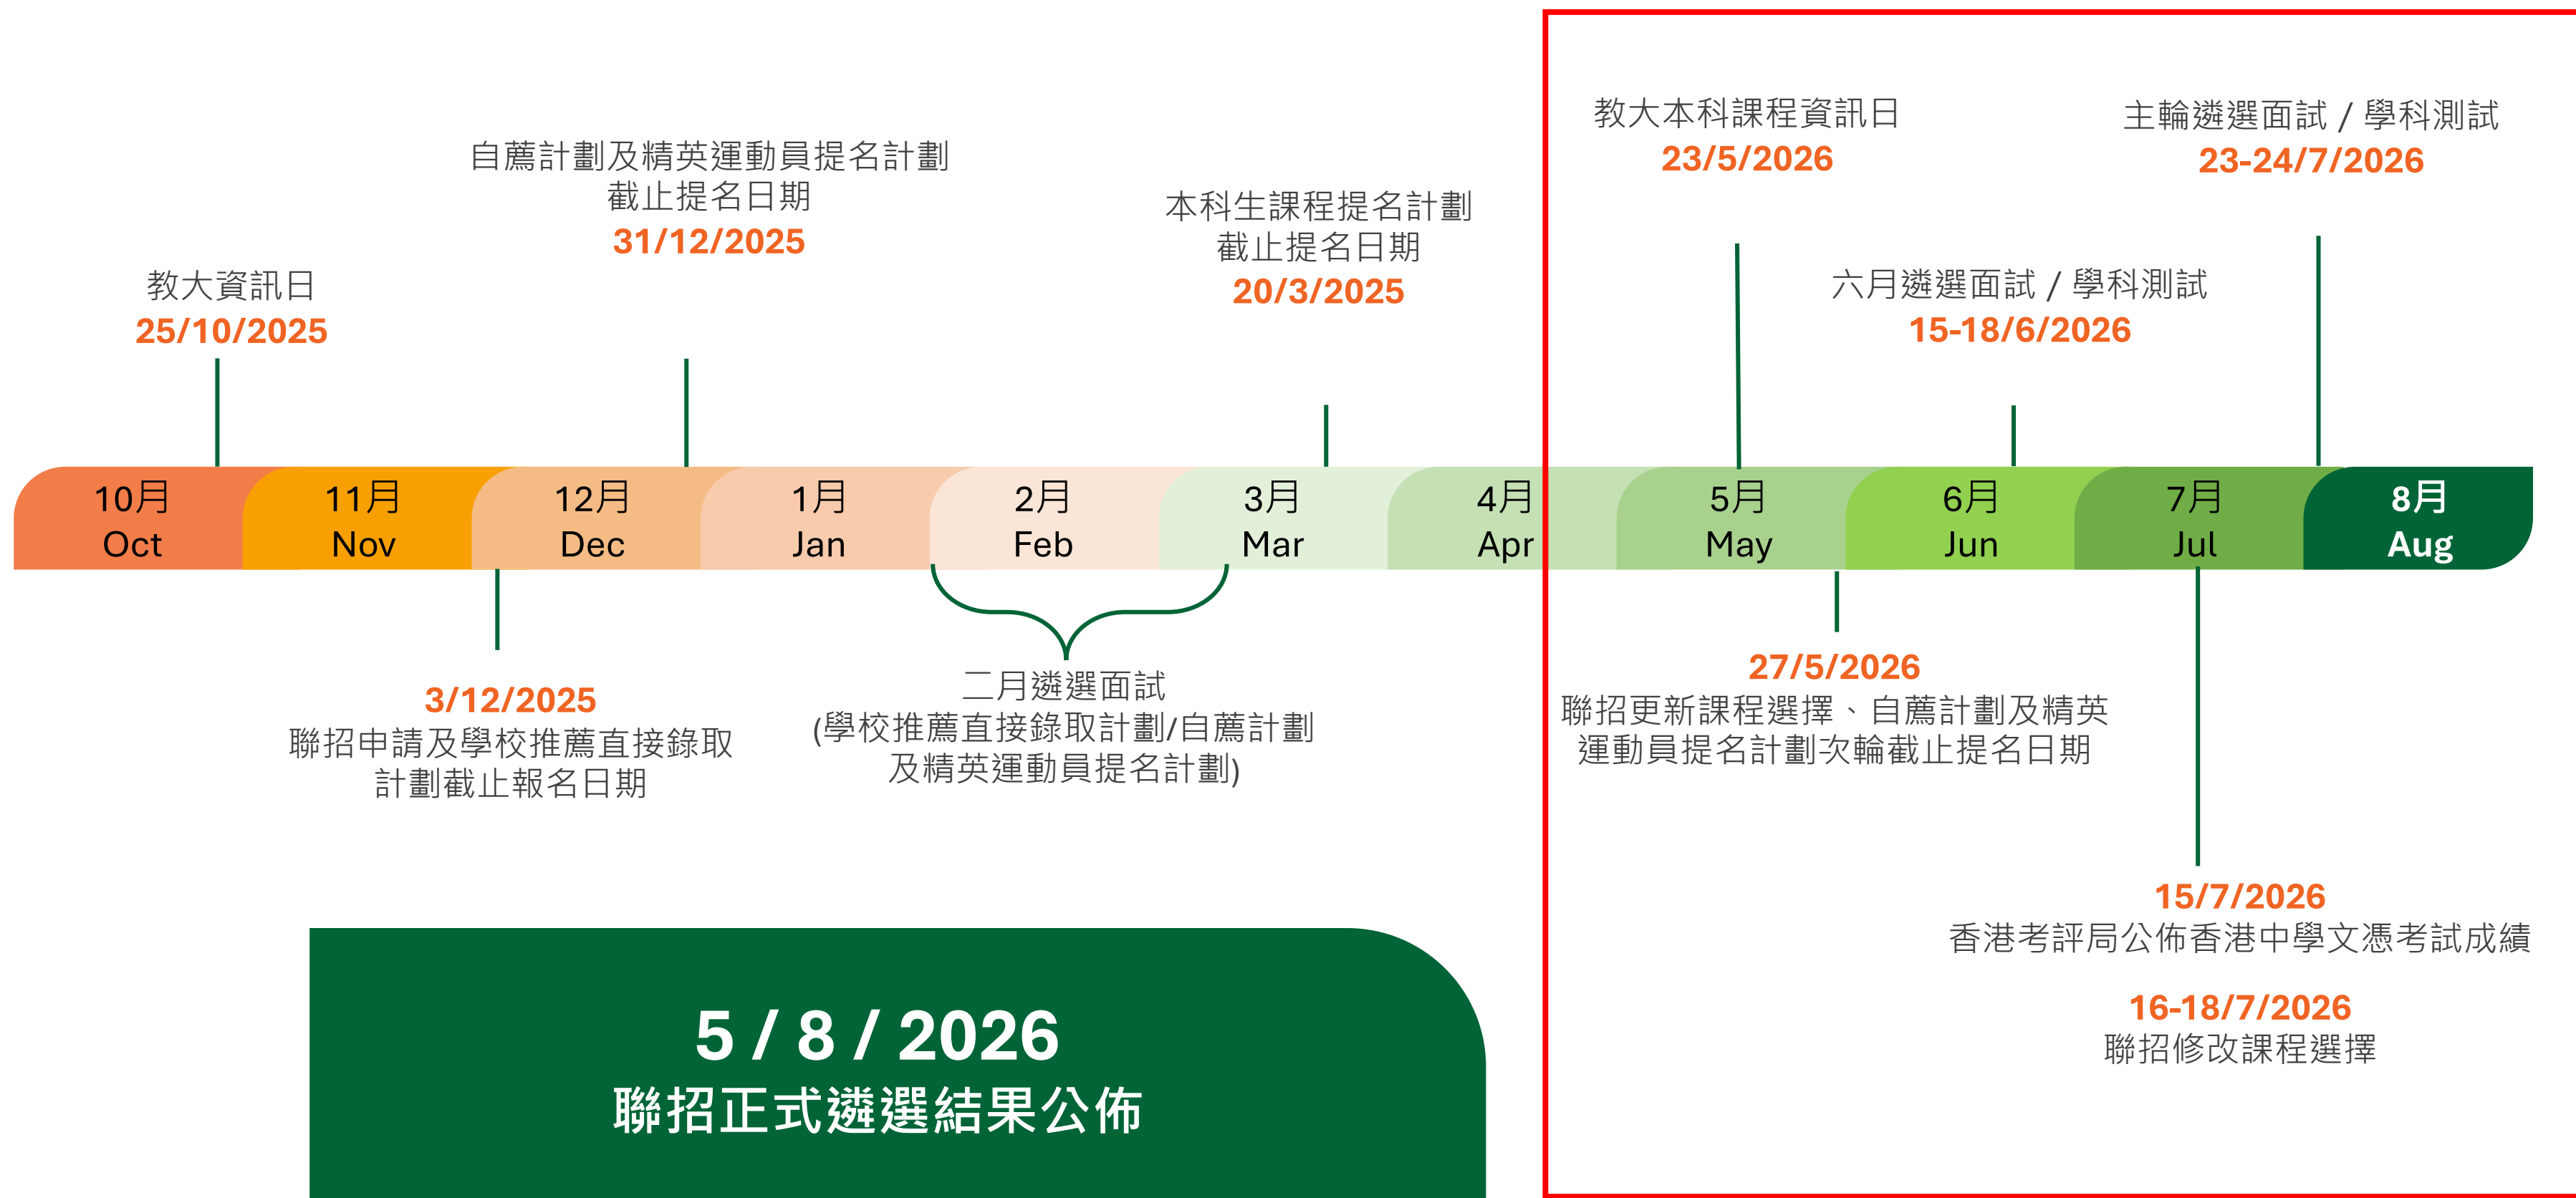 教大資訊日
25/10/2025
自薦計劃及精英運動員提名計劃
截止提名日期
31/12/2025
本科生課程提名計劃
截止提名日期
20/3/2025
教大本科課程資訊日
23/5/2026
六月遴選面試 / 學科測試
15-18/6/2026
主輪遴選面試 / 學科測試
23-24/7/2026
10月
Oct
11月
Nov
12月
Dec
1月
Jan
2月
Feb
3月
Mar
4月
Apr
5月
May
6月
Jun
7月
Jul
8月
Aug
3/12/2025
聯招申請及學校推薦直接錄取
計劃截止報名日期
二月遴選面試
(學校推薦直接錄取計劃/自薦計劃
及精英運動員提名計劃)
27/5/2026
聯招更新課程選擇、自薦計劃及精英
運動員提名計劃次輪截止提名日期
15/7/2026
香港考評局公佈香港中學文憑考試成績
16-18/7/2026
聯招修改課程選擇
5 / 8 / 2026
聯招正式遴選結果公佈